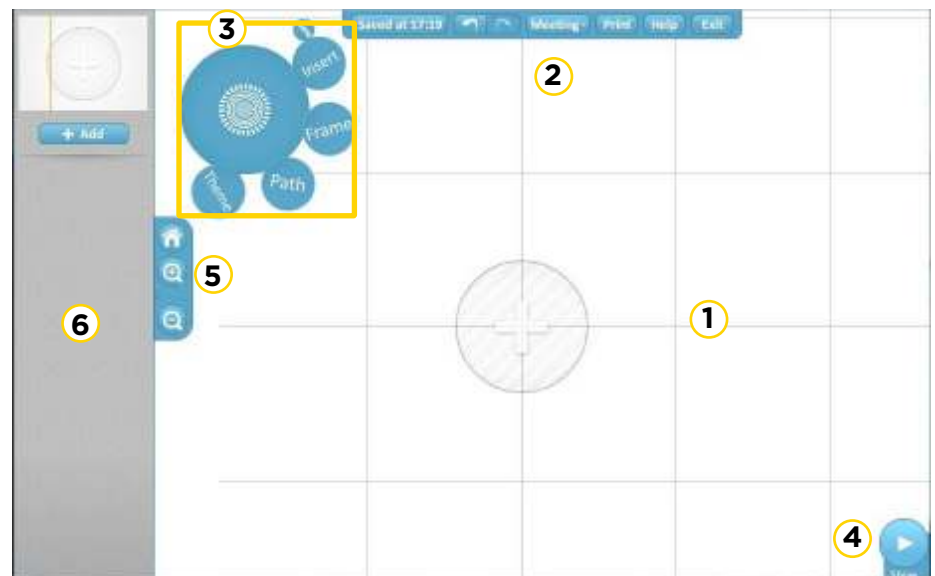 3
Saved at 17:19 Meeting Print Help Exit
Insert
2
+ Add
Frame
Theme
Path
5
6
1
4
Show